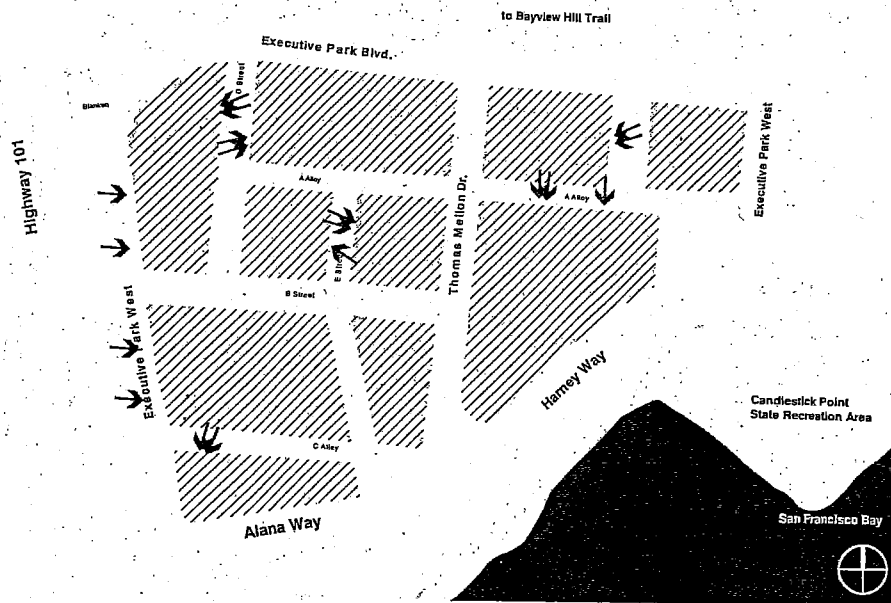 to Bayview Hill Trail
Executive Park Blvd.
D Street
Blanken
Highway 101
Executive Park West
A Alley
A Alley
Thomas Mellon Dr.
E Street
B Street
Executive Park West
Harney Way
Candlestick Point
State Recreation Area
C Alley
San Francisco Bay
Alana Way